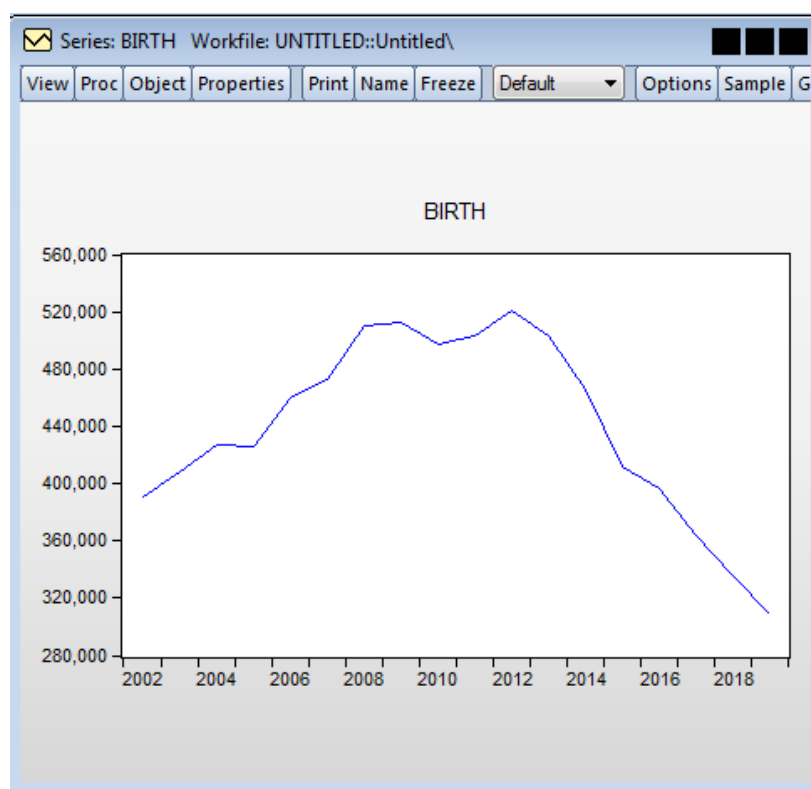 Series: BIRTH Workfile: UNTITLED::Untitled\
View Proc Object Properties Print Name Freeze Default Options Sample G
BIRTH
560,000
520,000
480,000
440,000
400,000
360,000
320,000
280,000
2002 2004 2006 2008 2010 2012 2014 2016 2018